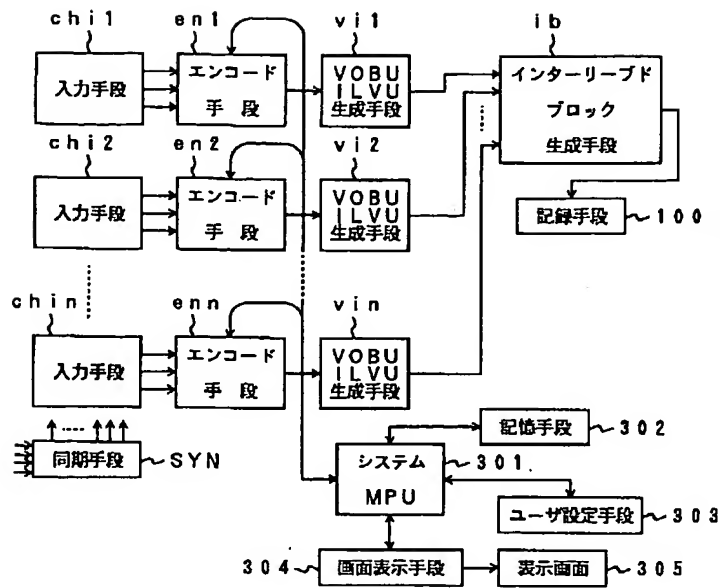 chi1
en1
vi1
ib
入力手段
エンコード
手 段
VOBU
ILVU
生成手段
インターリーブド
ブロック
生成手段
chi2
en2
vi2
入力手段
エンコード
手 段
VOBU
ILVU
生成手段
記録手段
100
chin
enn
vin
入力手段
エンコード
手 段
VOBU
ILVU
生成手段
同期手段
SYN
システム
MPU
301
記憶手段
302
ユーザ設定手段
303
304
画面表示手段
表示画面
305